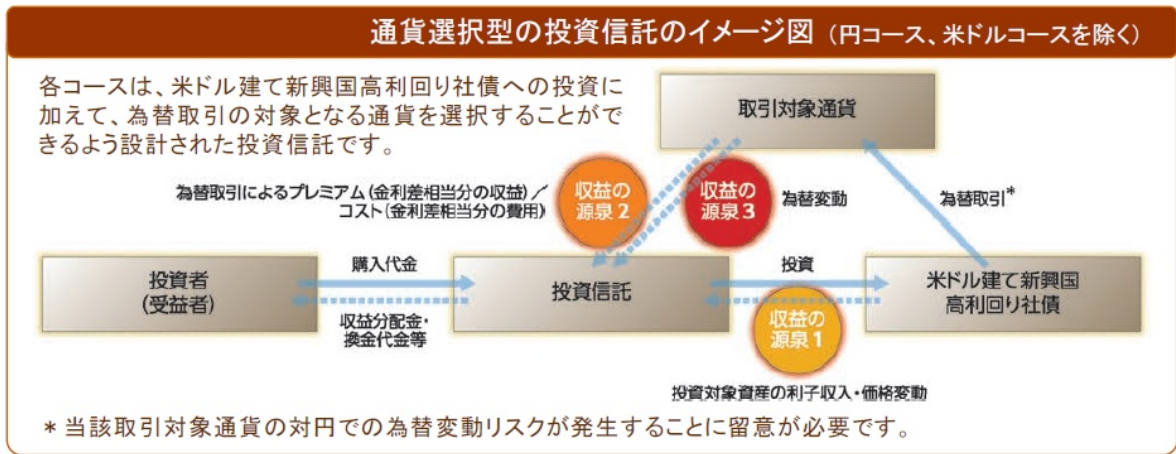 通貨選択型の投資信託のイメージ図 (円コース、米ドルコースを除く)
各コースは、米ドル建て新興国高利回り社債への投資に
加えて、為替取引の対象となる通貨を選択することがで
きるよう設計された投資信託です。
取引対象通貨
為替取引によるプレミアム(金利差相当分の収益)／
コスト(金利差相当分の費用)
収益の
源泉2
収益の
源泉3
為替変動
為替取引*
投資者
(受益者)
購入代金
収益分配金・
換金代金等
投資信託
投資
収益の
源泉1
米ドル建て新興国
高利回り社債
投資対象資産の利子収入・価格変動
*当該取引対象通貨の対円での為替変動リスクが発生することに留意が必要です。